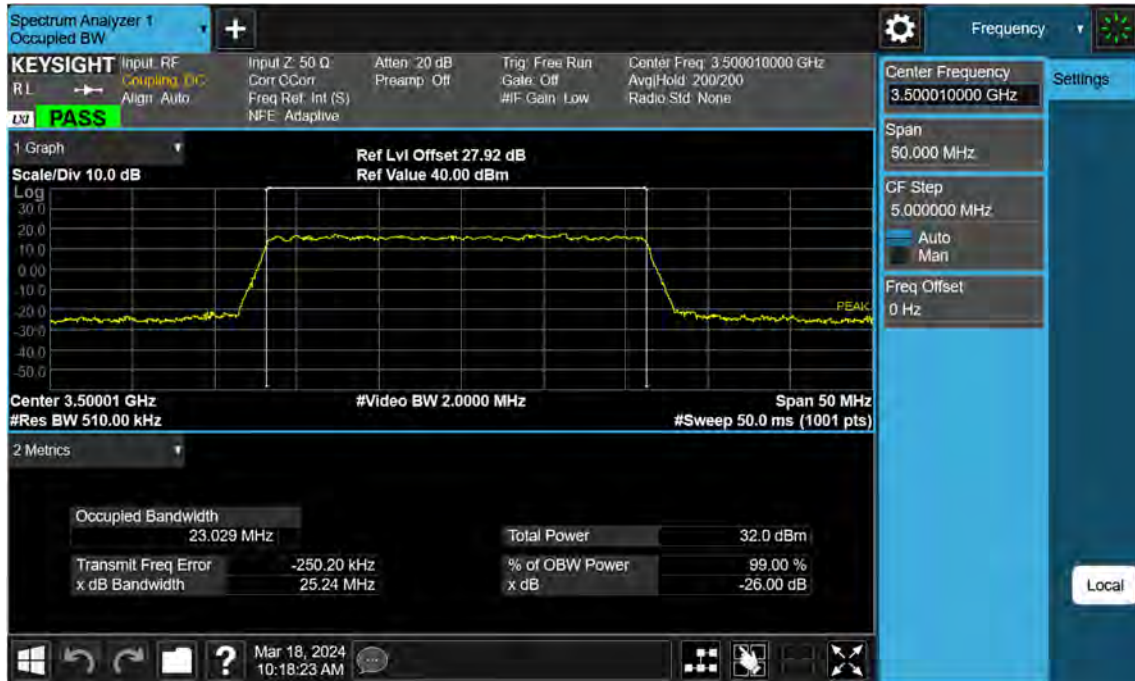 Spectrum Analyzer 1
Occupied BW
+
Frequency
KEYSIGHT Input: RF Input Z: 50 Ω Atten: 20 dB Trig: Free Run Center Freq: 3.500010000 GHz
RL Coupling: DC Corr CCorr Preamp: Off Gate: Off Avg|Hold: 200/200
Align: Auto Freq Ref: Int (S) #IF Gain: Low Radio Std: None
LXI PASS NFE: Adaptive
Center Frequency
3.500010000 GHz
Settings
Span
50.000 MHz
CF Step
5.000000 MHz
Auto
Man
Freq Offset
0 Hz
Local
1 Graph
Ref Lvl Offset 27.92 dB
Scale/Div 10.0 dB Ref Value 40.00 dBm
Log
30.0
20.0
10.0
0.00
-10.0
-20.0
-30.0
-40.0
-50.0
PEAK
Center 3.50001 GHz #Video BW 2.0000 MHz Span 50 MHz
#Res BW 510.00 kHz #Sweep 50.0 ms (1001 pts)
2 Metrics
Occupied Bandwidth
23.029 MHz Total Power 32.0 dBm
Transmit Freq Error -250.20 kHz % of OBW Power 99.00 %
x dB Bandwidth 25.24 MHz x dB -26.00 dB
?
Mar 18, 2024
10:18:23 AM